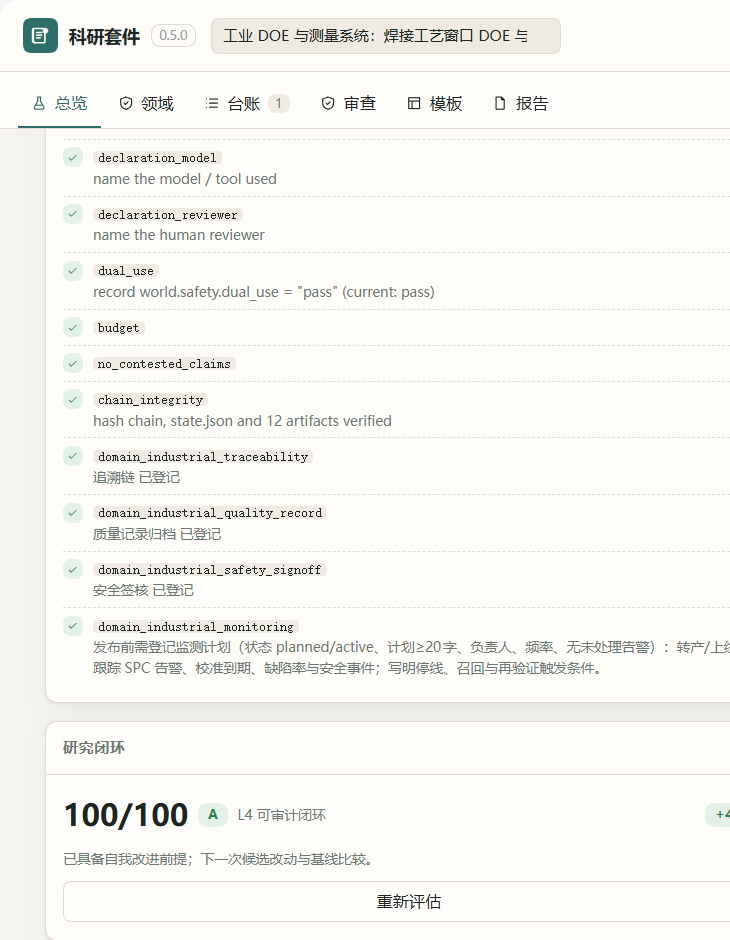 科研套件 0.5.0 工业 DOE 与测量系统：焊接工艺窗口 DOE 与
总览 领域 台账 1 审查 模板 报告
declaration_model
name the model / tool used
declaration_reviewer
name the human reviewer
dual_use
record world.safety.dual_use = "pass" (current: pass)
budget
no_contested_claims
chain_integrity
hash chain, state.json and 12 artifacts verified
domain_industrial_traceability
追溯链 已登记
domain_industrial_quality_record
质量记录归档 已登记
domain_industrial_safety_signoff
安全签核 已登记
domain_industrial_monitoring
发布前需登记监测计划（状态 planned/active、计划≥20字、负责人、频率、无未处理告警）：转产/上线
跟踪 SPC 告警、校准到期、缺陷率与安全事件；写明停线、召回与再验证触发条件。
研究闭环
100/100 A L4 可审计闭环 +4
已具备自我改进前提；下一次候选改动与基线比较。
重新评估